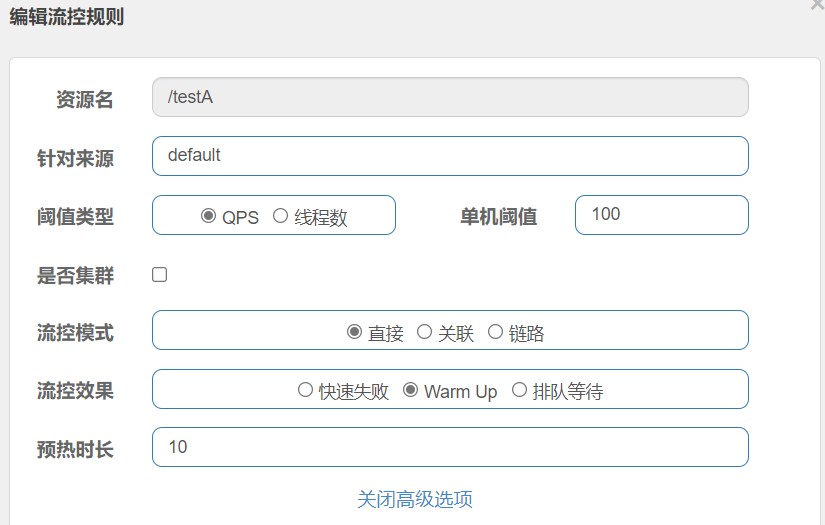 编辑流控规则
资源名 /testA
针对来源 default
阈值类型 QPS 线程数 单机阈值 100
是否集群
流控模式 直接 关联 链路
流控效果 快速失败 Warm Up 排队等待
预热时长 10
关闭高级选项